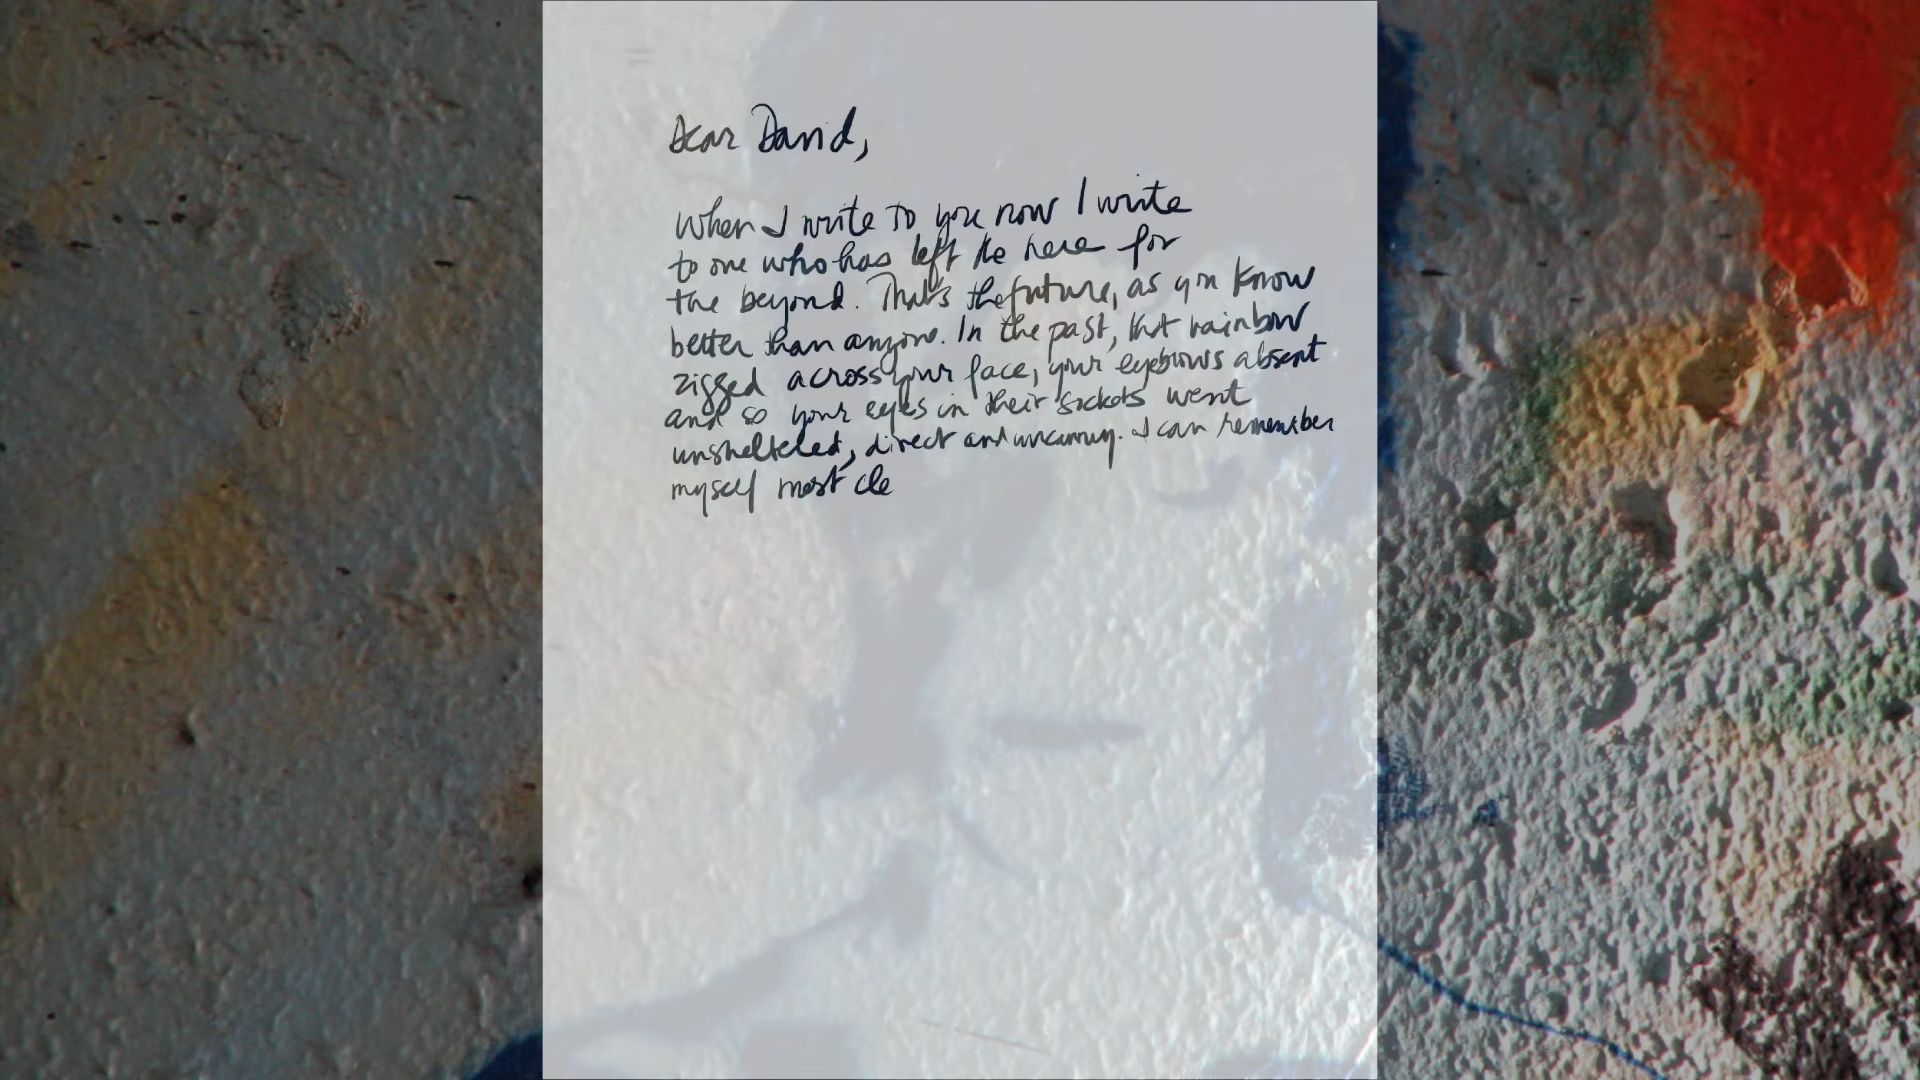 Dear David,
When I write to you now I write
to one who has left the here for
the beyond. That's the future, as you know
better than anyone. In the past, that rainbow
zigged across your face, your eyebrows absent
and so your eyes in their sockets went
unsheltered, direct and uncanny. I can remember
myself most cle